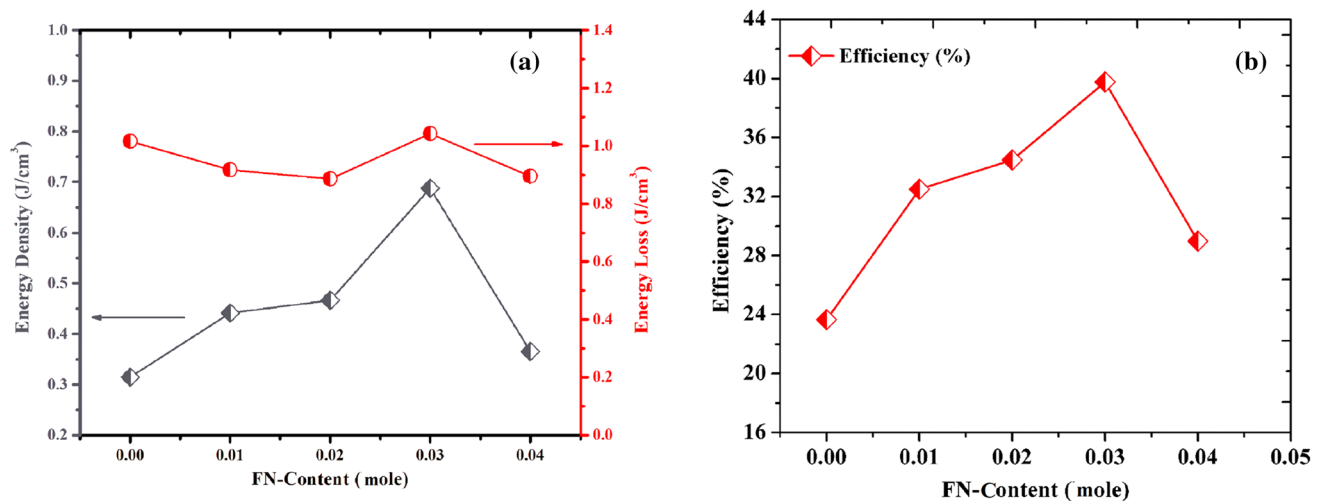 (a)
Energy Density (J/cm³)
1.0
0.9
0.8
0.7
0.6
0.5
0.4
0.3
0.2
0.00 0.01 0.02 0.03 0.04
FN-Content ( mole)
1.4
1.2
1.0
0.8
0.6
0.4
0.2
0.0
Energy Loss (J/cm³)
(b)
Efficiency (%)
Efficiency (%)
44
40
36
32
28
24
20
16
0.00 0.01 0.02 0.03 0.04 0.05
FN-Content ( mole)